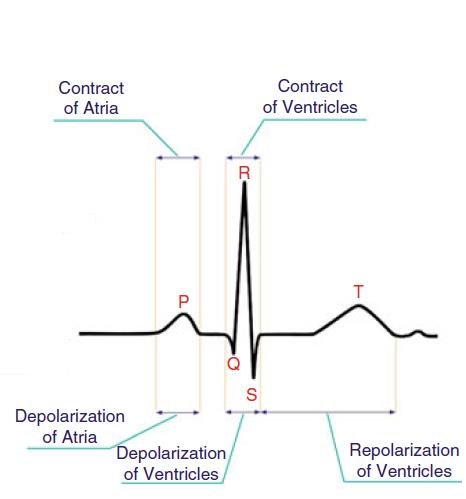 Contract
of Atria
Contract
of Ventricles
R
P
T
Q
S
Depolarization
of Atria
Depolarization
of Ventricles
Repolarization
of Ventricles